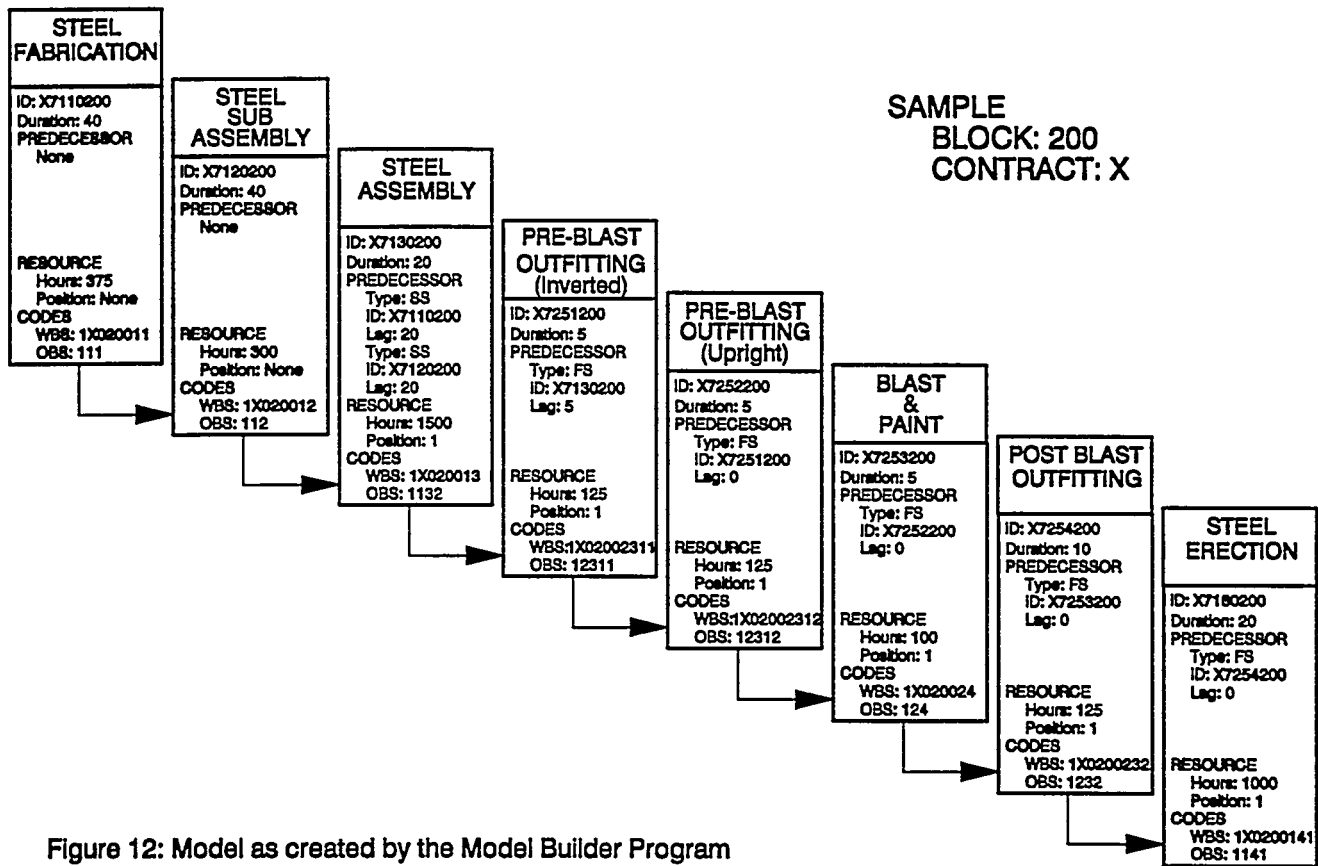 STEEL
FABRICATION
ID: X7110200
Duration: 40
PREDECESSOR
None
RESOURCE
Hours: 375
Position: None
CODES
WBS: 1X020011
OBS: 111
STEEL
SUB
ASSEMBLY
ID: X7120200
Duration: 40
PREDECESSOR
None
RESOURCE
Hours: 300
Position: None
CODES
WBS: 1X020012
OBS: 112
STEEL
ASSEMBLY
ID: X7130200
Duration: 20
PREDECESSOR
Type: SS
ID: X7110200
Lag: 20
Type: SS
ID: X7120200
Lag: 20
RESOURCE
Hours: 1500
Position: 1
CODES
WBS: 1X020013
OBS: 1132
PRE-BLAST
OUTFITTING
(Inverted)
ID: X7251200
Duration: 5
PREDECESSOR
Type: FS
ID: X7130200
Lag: 5
RESOURCE
Hours: 125
Position: 1
CODES
WBS:1X02002311
OBS: 12311
PRE-BLAST
OUTFITTING
(Upright)
ID: X7252200
Duration: 5
PREDECESSOR
Type: FS
ID: X7251200
Lag: 0
RESOURCE
Hours: 125
Position: 1
CODES
WBS:1X02002312
OBS: 12312
BLAST
&
PAINT
ID: X7253200
Duration: 5
PREDECESSOR
Type: FS
ID: X7252200
Lag: 0
RESOURCE
Hours: 100
Position: 1
CODES
WBS: 1X020024
OBS: 124
POST BLAST
OUTFITTING
ID: X7254200
Duration: 10
PREDECESSOR
Type: FS
ID: X7253200
Lag: 0
RESOURCE
Hours: 125
Position: 1
CODES
WBS: 1X0200232
OBS: 1232
STEEL
ERECTION
ID: X7160200
Duration: 20
PREDECESSOR
Type: FS
ID: X7254200
Lag: 0
RESOURCE
Hours: 1000
Position: 1
CODES
WBS: 1X0200141
OBS: 1141
SAMPLE
BLOCK: 200
CONTRACT: X
Figure 12: Model as created by the Model Builder Program